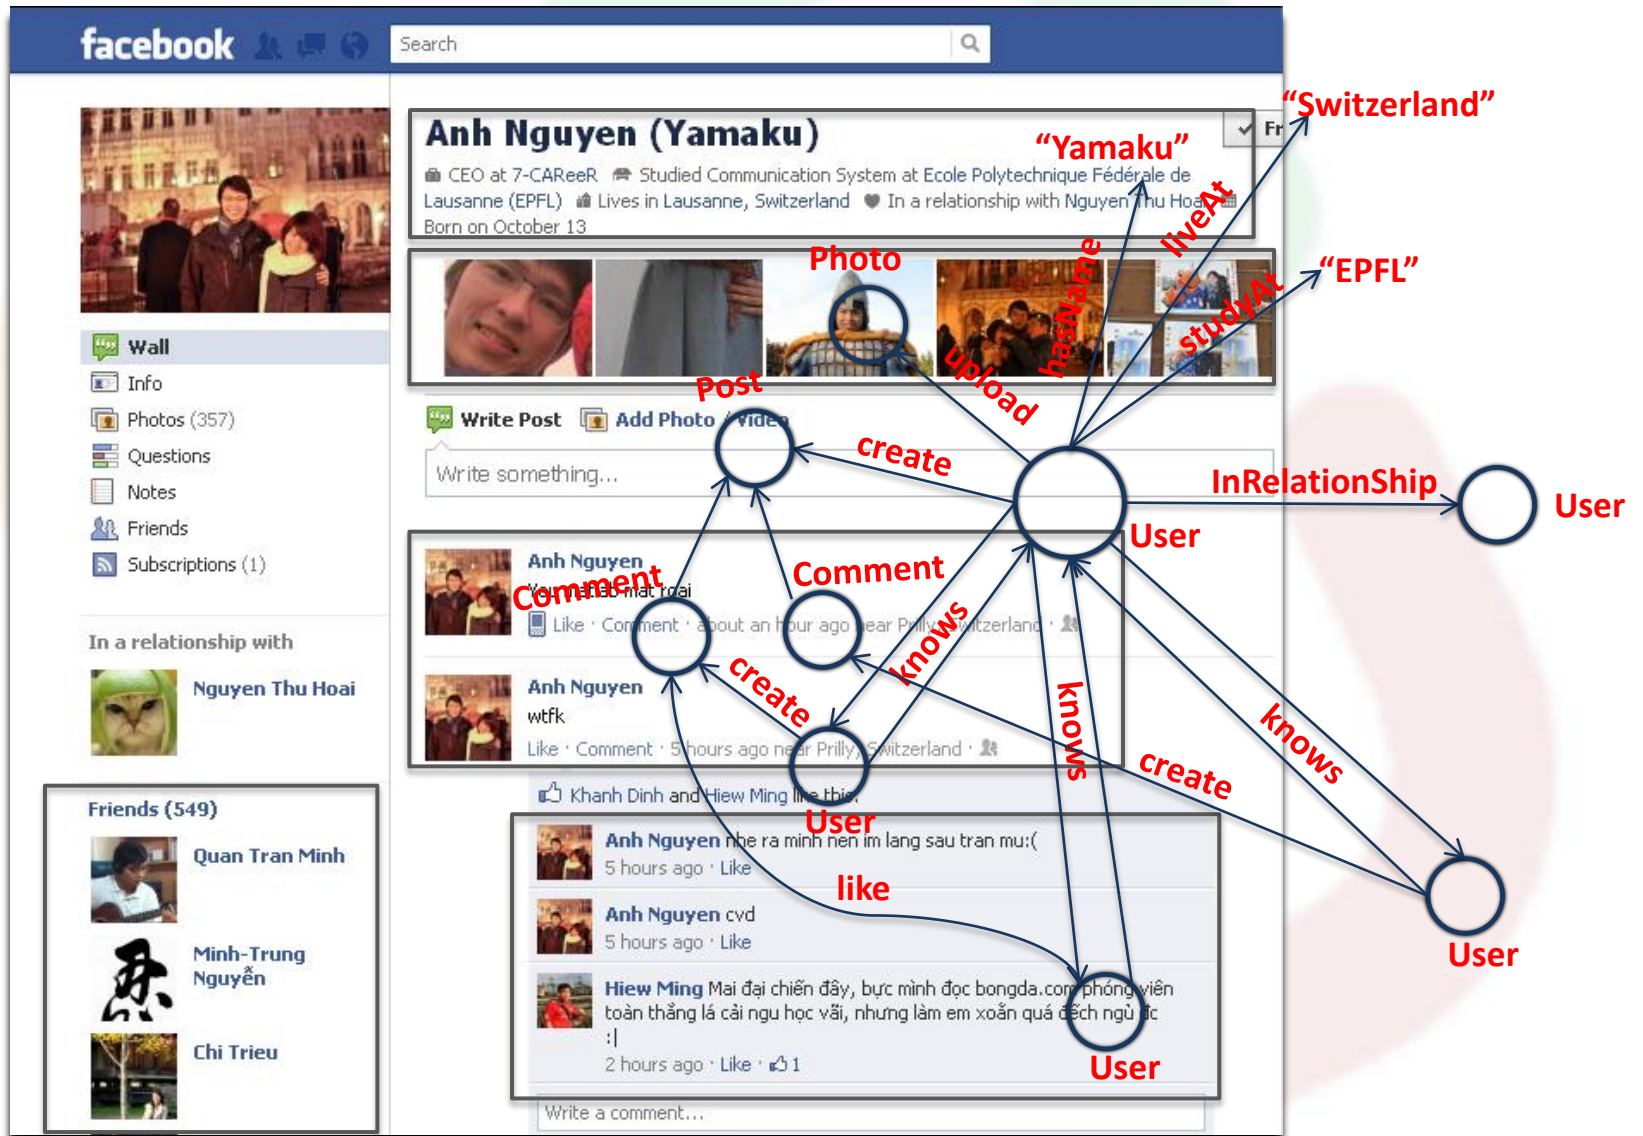 facebook
Search
Anh Nguyen (Yamaku)
Fr
CEO at 7-CAReeR Studied Communication System at Ecole Polytechnique Fédérale de
Lausanne (EPFL) Lives in Lausanne, Switzerland In a relationship with Nguyen Thu Hoai
Born on October 13
"Switzerland"
"Yamaku"
liveAt
hasName
"EPFL"
studyAt
Photo
upload
Wall
Info
Photos (357)
Questions
Notes
Friends
Subscriptions (1)
In a relationship with
Nguyen Thu Hoai
Friends (549)
Quan Tran Minh
Minh-Trung
Nguyễn
Chi Trieu
Post
Write Post Add Photo / Video
Write something...
create
InRelationShip
User
User
Anh Nguyen
mat roai
Like · Comment · about an hour ago near Prilly, Switzerland ·
Comment
Comment
knows
create
Anh Nguyen
wtfk
Like · Comment · 5 hours ago near Prilly, Switzerland ·
knows
knows
create
Khanh Dinh and Hiew Ming like this.
User
Anh Nguyen nhe ra minh nen im lang sau tran mu:(
5 hours ago · Like
like
Anh Nguyen cvd
5 hours ago · Like
User
Hiew Ming Mai đại chiến đây, bực mình đọc bongda.com phóng viên
toàn thắng lá cải ngu học vãi, nhưng làm em xoắn quá đếch ngủ đc
:|
2 hours ago · Like · 1
User
Write a comment...